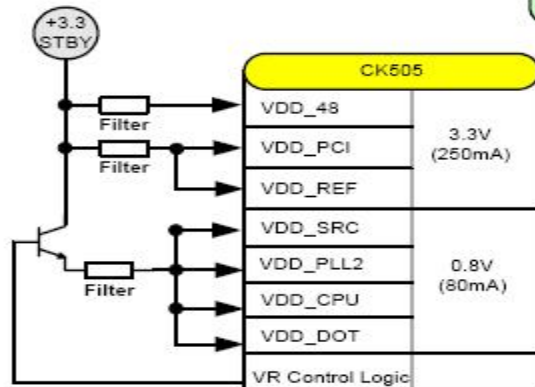 +3.3
STBY
CK505
Filter
VDD_48
Filter
VDD_PCI
VDD_REF
3.3V
(250mA)
VDD_SRC
Filter
VDD_PLL2
VDD_CPU
VDD_DOT
0.8V
(80mA)
VR Control Logic